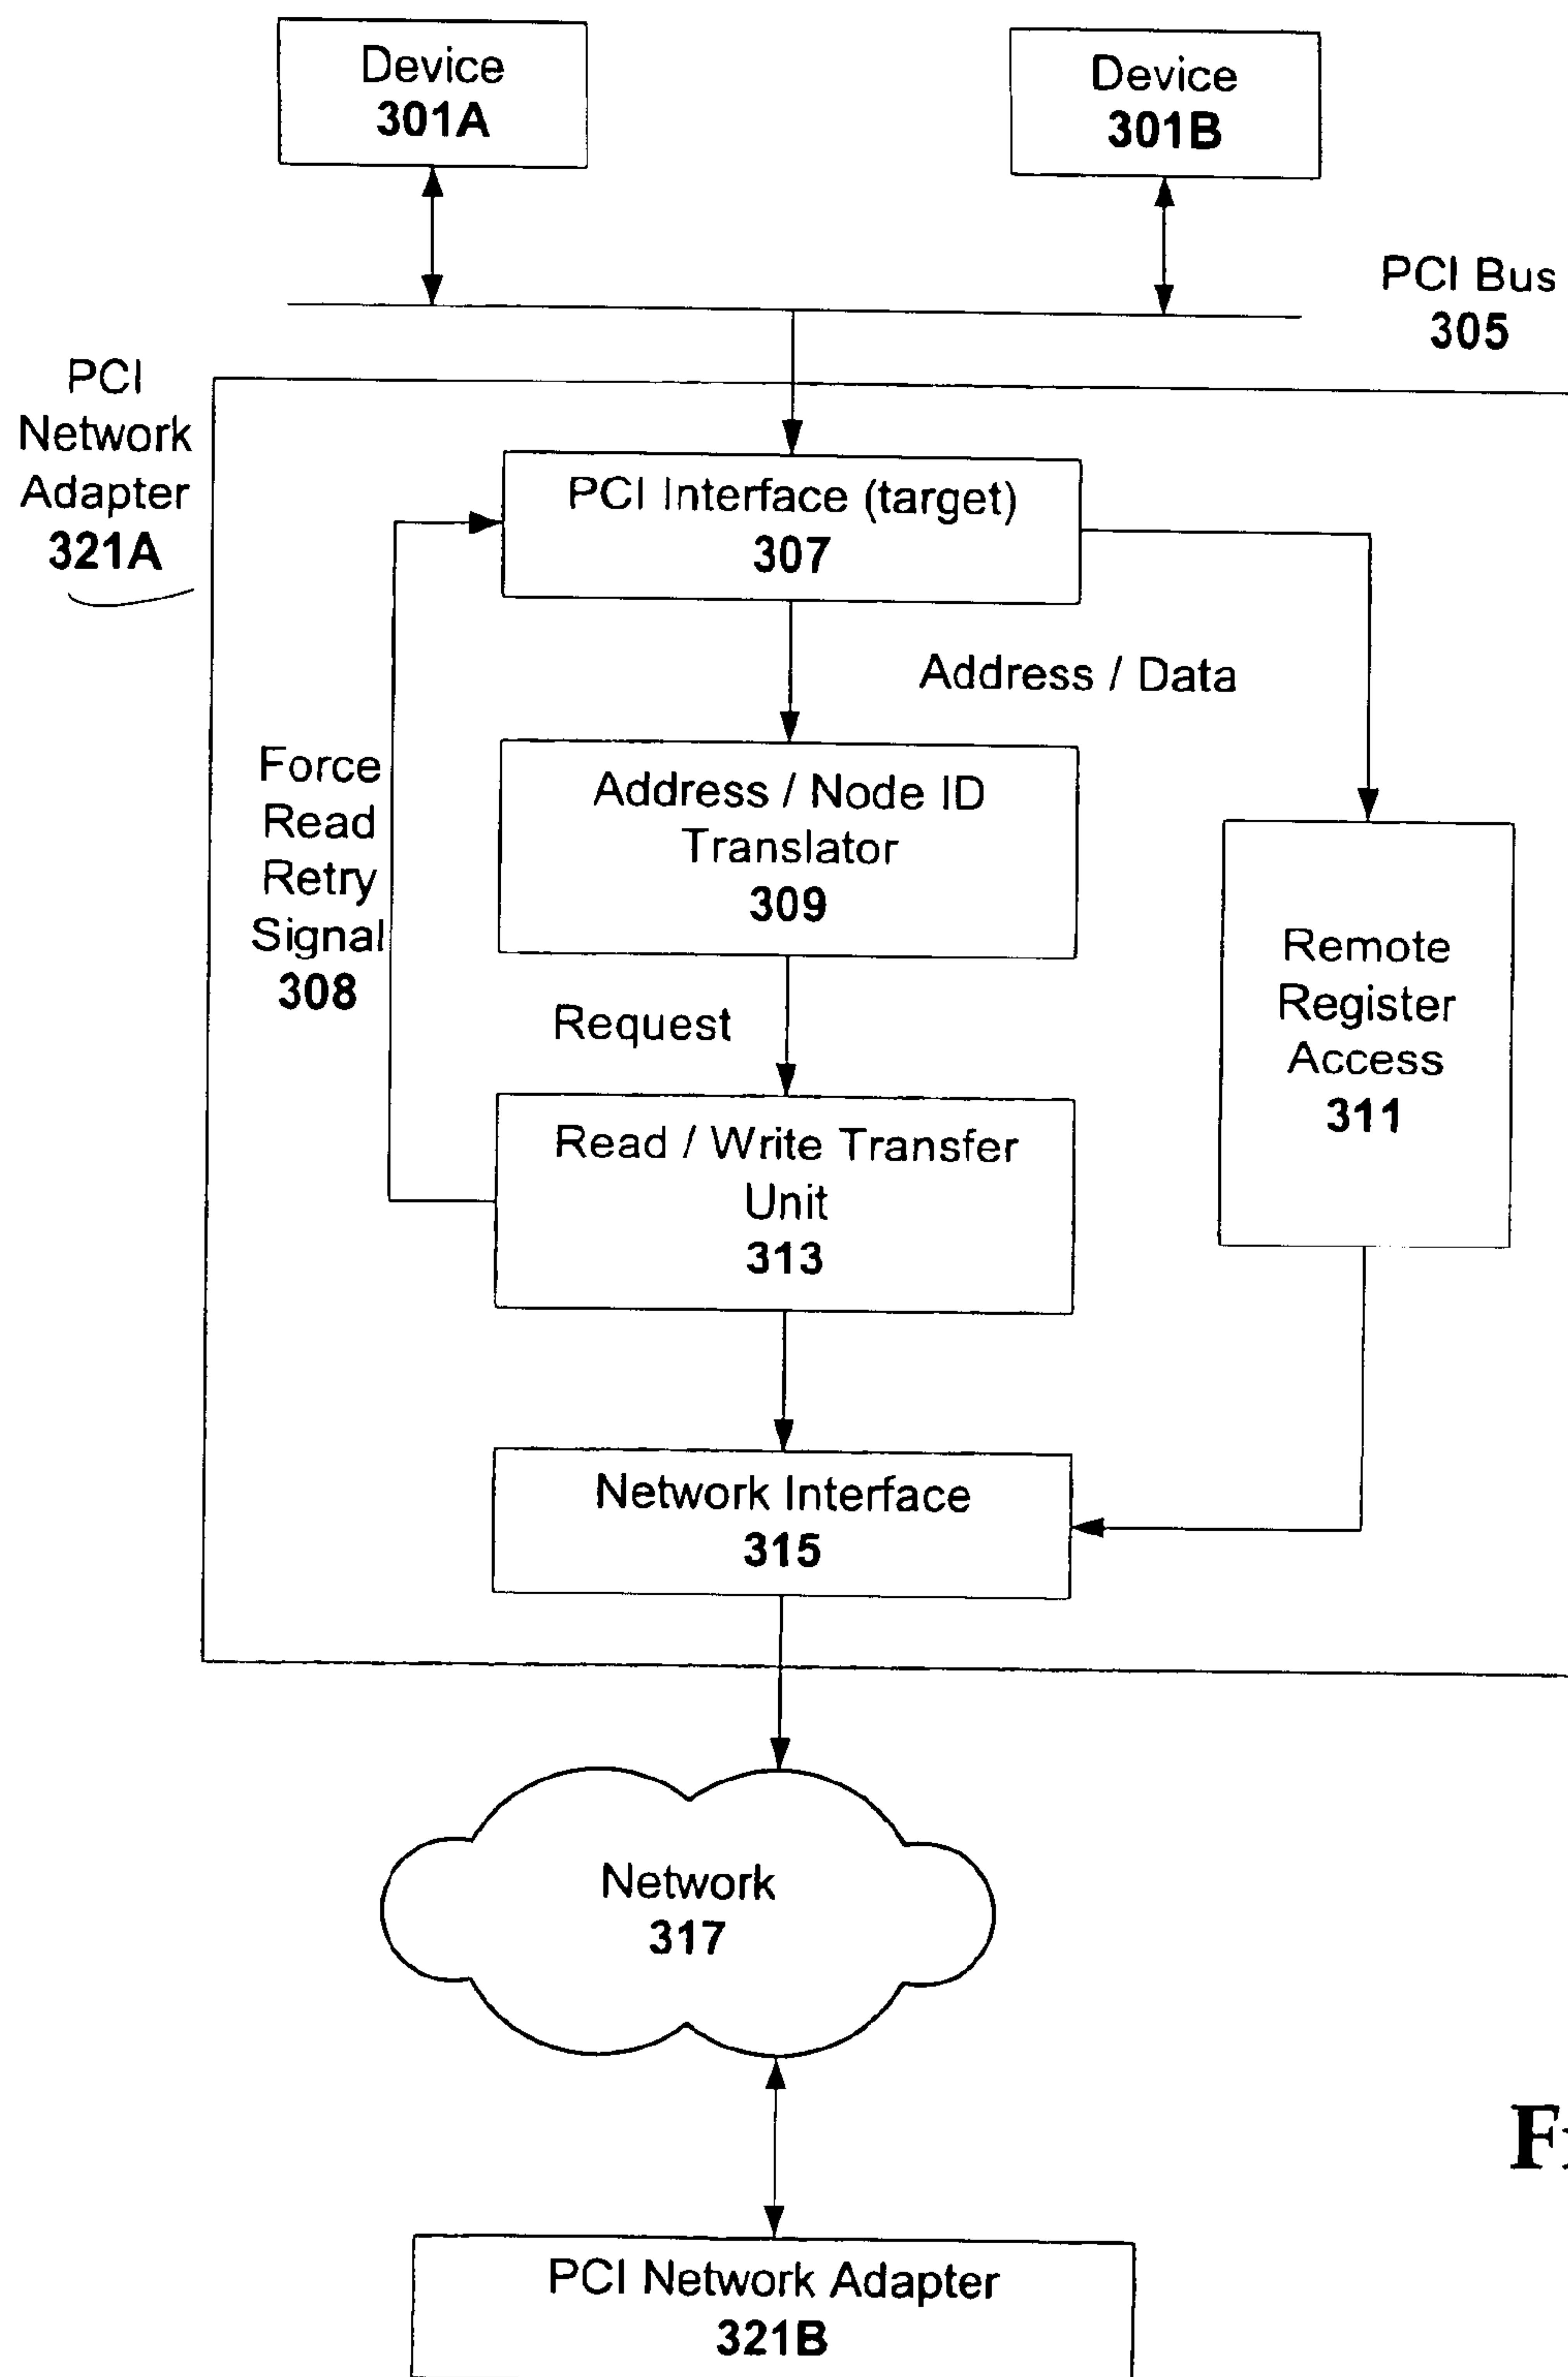 Device
301A
Device
301B
PCI Bus
305
PCI
Network
Adapter
321A
PCI Interface (target)
307
Address / Data
Force
Read
Retry
Signal
308
Address / Node ID
Translator
309
Remote
Register
Access
311
Request
Read / Write Transfer
Unit
313
Network Interface
315
Network
317
PCI Network Adapter
321B